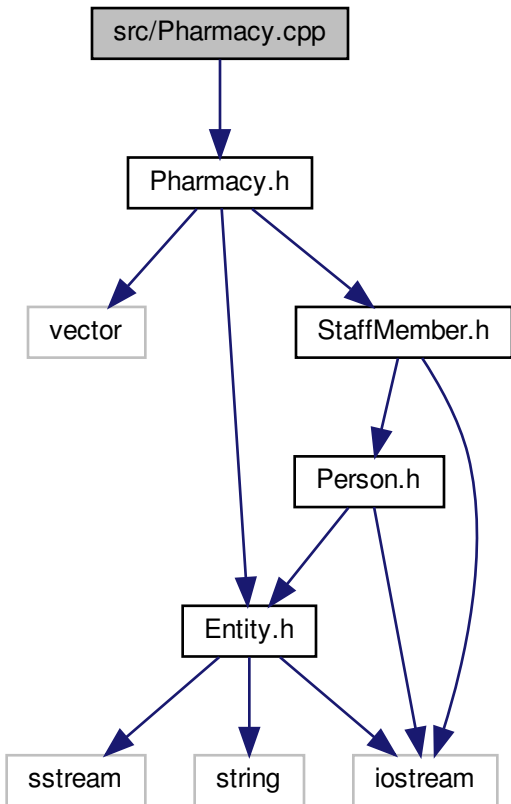 src/Pharmacy.cpp
Pharmacy.h
vector
StaffMember.h
Person.h
Entity.h
sstream
string
iostream